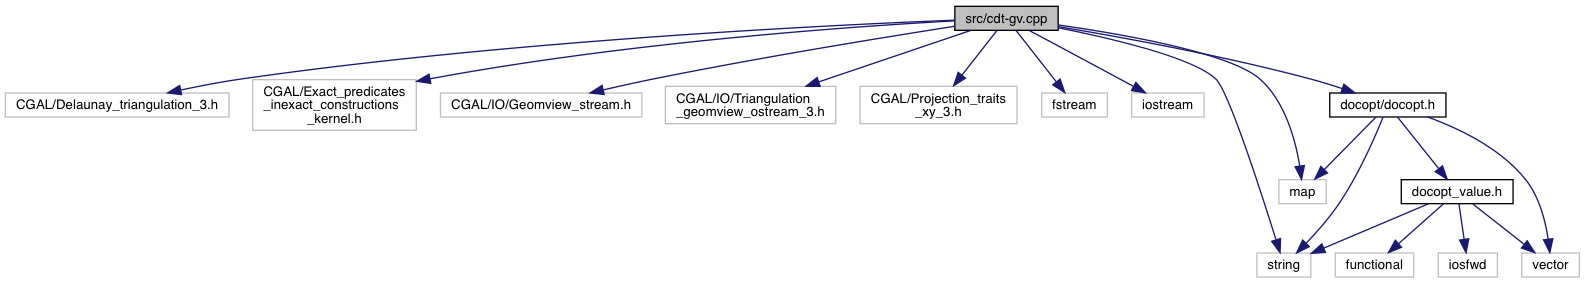 src/cdt-gv.cpp
CGAL/Delaunay_triangulation_3.h
CGAL/Exact_predicates
_inexact_constructions
_kernel.h
CGAL/IO/Geomview_stream.h
CGAL/IO/Triangulation
_geomview_ostream_3.h
CGAL/Projection_traits
_xy_3.h
fstream
iostream
docopt/docopt.h
map
docopt_value.h
string
functional
iosfwd
vector